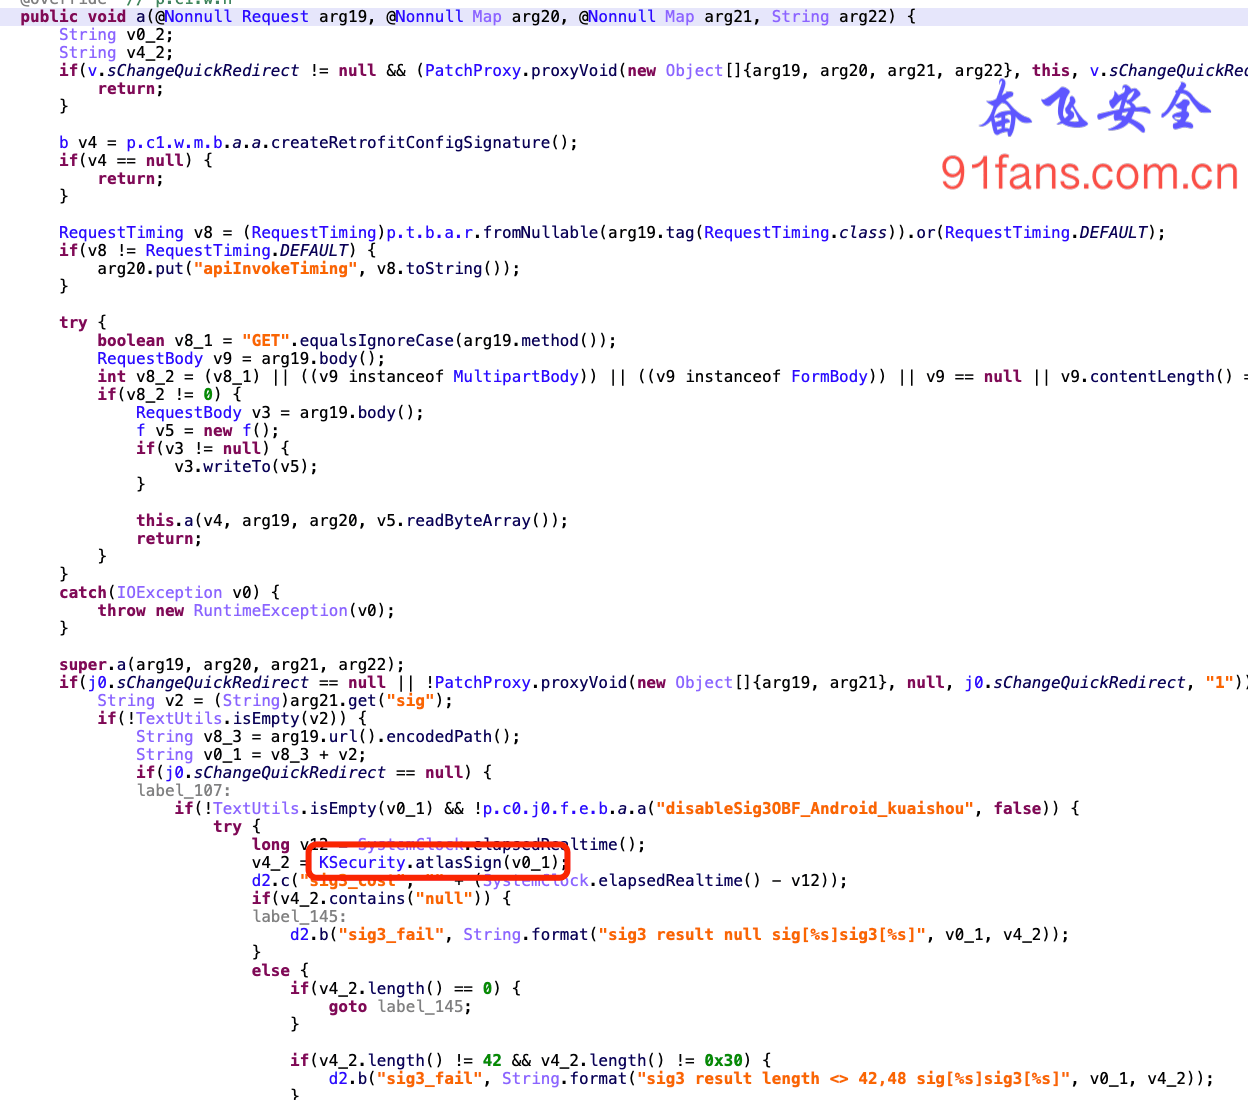 @Override // p.c1.w.n
public void a(@Nonnull Request arg19, @Nonnull Map arg20, @Nonnull Map arg21, String arg22) {
String v0_2;
String v4_2;
if(v.sChangeQuickRedirect != null && (PatchProxy.proxyVoid(new Object[]{arg19, arg20, arg21, arg22}, this, v.sChangeQuickRed
return;
}
奋飞安全
b v4 = p.c1.w.m.b.a.a.createRetrofitConfigSignature();
if(v4 == null) {
91fans.com.cn
return;
}
RequestTiming v8 = (RequestTiming)p.t.b.a.r.fromNullable(arg19.tag(RequestTiming.class)).or(RequestTiming.DEFAULT);
if(v8 != RequestTiming.DEFAULT) {
arg20.put("apiInvokeTiming", v8.toString());
}
try {
boolean v8_1 = "GET".equalsIgnoreCase(arg19.method());
RequestBody v9 = arg19.body();
int v8_2 = (v8_1) || ((v9 instanceof MultipartBody)) || ((v9 instanceof FormBody)) || v9 == null || v9.contentLength() =
if(v8_2 != 0) {
RequestBody v3 = arg19.body();
f v5 = new f();
if(v3 != null) {
v3.writeTo(v5);
}
this.a(v4, arg19, arg20, v5.readByteArray());
return;
}
}
catch(IOException v0) {
throw new RuntimeException(v0);
}
super.a(arg19, arg20, arg21, arg22);
if(j0.sChangeQuickRedirect == null || !PatchProxy.proxyVoid(new Object[]{arg19, arg21}, null, j0.sChangeQuickRedirect, "1"))
String v2 = (String)arg21.get("sig");
if(!TextUtils.isEmpty(v2)) {
String v8_3 = arg19.url().encodedPath();
String v0_1 = v8_3 + v2;
if(j0.sChangeQuickRedirect == null) {
label_107:
if(!TextUtils.isEmpty(v0_1) && !p.c0.j0.f.e.b.a.a("disableSig3OBF_Android_kuaishou", false)) {
try {
long v12 = SystemClock.elapsedRealtime();
v4_2 = KSecurity.atlasSign(v0_1);
d2.c("sig3_cost", "" + (SystemClock.elapsedRealtime() - v12));
if(v4_2.contains("null")) {
label_145:
d2.b("sig3_fail", String.format("sig3 result null sig[%s]sig3[%s]", v0_1, v4_2));
}
else {
if(v4_2.length() == 0) {
goto label_145;
}
if(v4_2.length() != 42 && v4_2.length() != 0x30) {
d2.b("sig3_fail", String.format("sig3 result length <> 42,48 sig[%s]sig3[%s]", v0_1, v4_2));
}